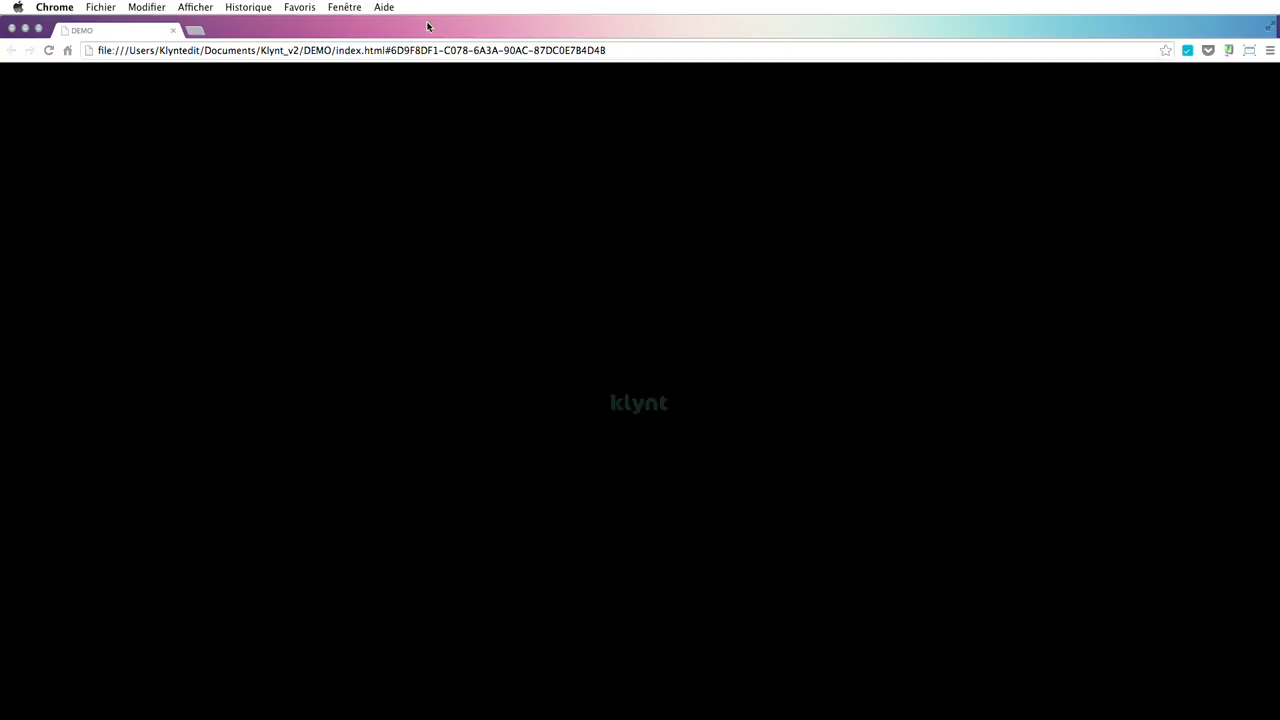 Chrome Fichier Modifier Afficher Historique Favoris Fenêtre Aide
DEMO
file:///Users/Klyntedit/Documents/Klynt_v2/DEMO/index.html#6D9F8DF1-C078-6A3A-90AC-87DC0E7B4D4B
klynt